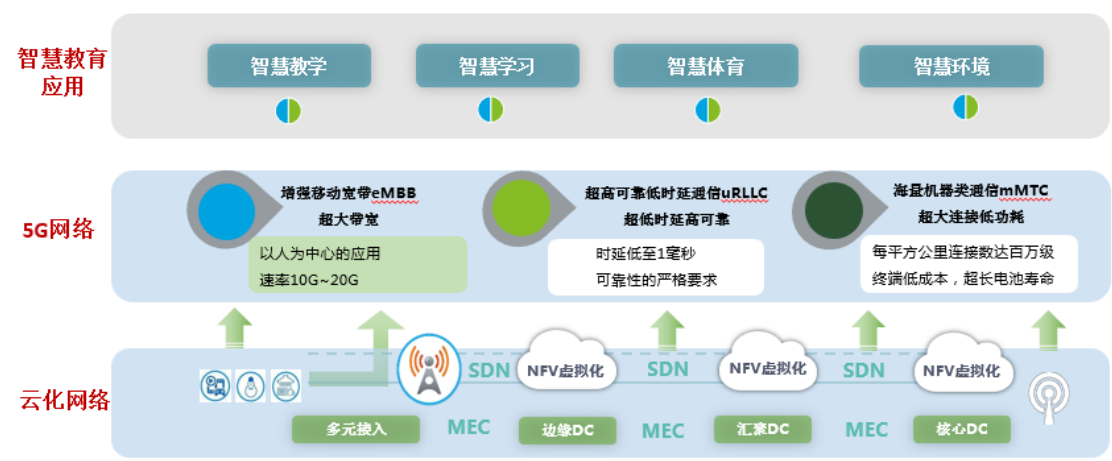 智慧教育
应用
智慧教学
智慧学习
智慧体育
智慧环境
5G网络
增强移动宽带eMBB
超大带宽
以人为中心的应用
速率10G~20G
超高可靠低时延通信uRLLC
超低时延高可靠
时延低至1毫秒
可靠性的严格要求
海量机器类通信mMTC
超大连接低功耗
每平方公里连接数达百万级
终端低成本，超长电池寿命
云化网络
SDN
NFV虚拟化
SDN
NFV虚拟化
SDN
NFV虚拟化
多元接入
MEC
边缘DC
MEC
汇聚DC
MEC
核心DC